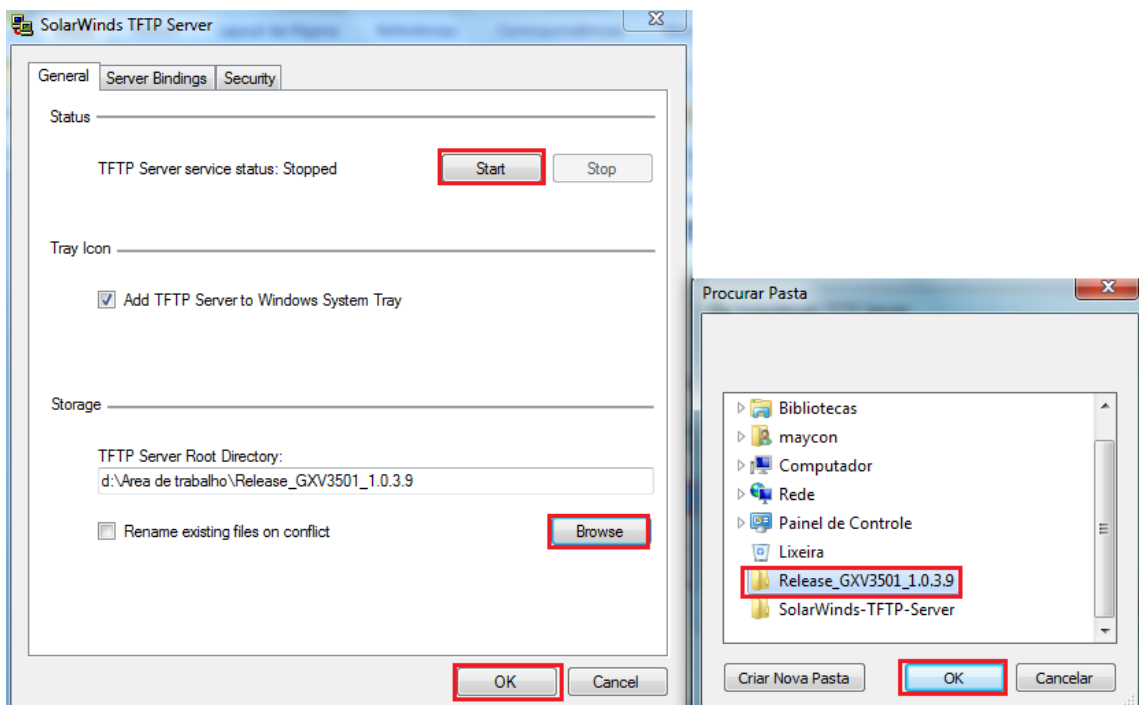 SolarWinds TFTP Server
General Server Bindings Security
Status
TFTP Server service status: Stopped Start Stop
Tray Icon
Add TFTP Server to Windows System Tray
Storage
TFTP Server Root Directory:
d:\Area de trabalho\Release_GXV3501_1.0.3.9
Rename existing files on conflict Browse
OK Cancel
Procurar Pasta
Bibliotecas
maycon
Computador
Rede
Painel de Controle
Lixeira
Release_GXV3501_1.0.3.9
SolarWinds-TFTP-Server
Criar Nova Pasta OK Cancelar